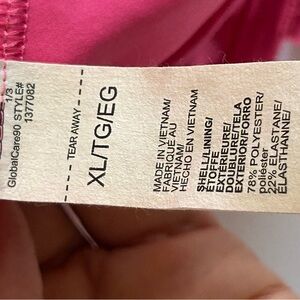 1/3
GlobalCare90 STYLE#
1377082
--- TEAR AWAY ---
XL/TG/EG
MADE IN VIETNAM/
FABRIQUÉ AU
VIETNAM/
HECHO EN VIETNAM
SHELL/LINING/
ÉTOFFE
EXTÉRIEURE/
DOUBLURE/TELA
EXTERIOR/FORRO
78% POLYESTER/
poliéster
22% ELASTANE/
ÉLASTHANNE/